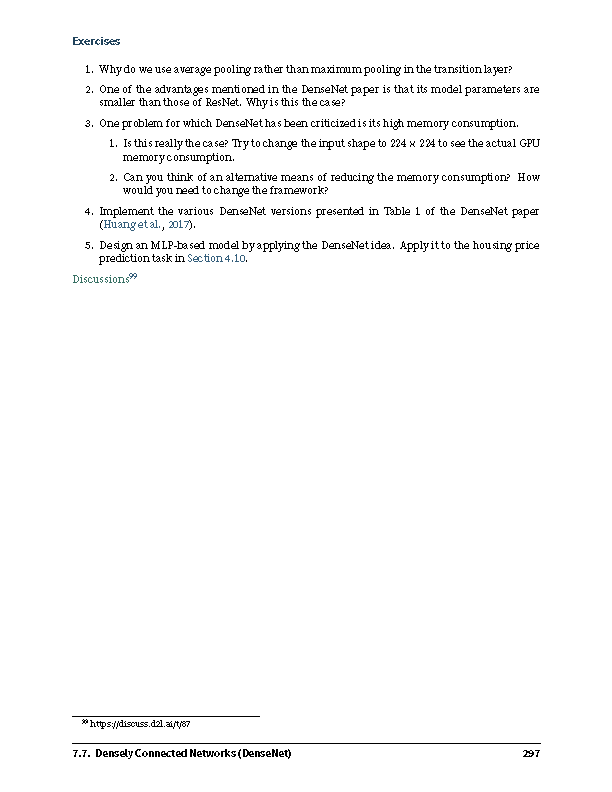 Exercises
1. Why do we use average pooling rather than maximum pooling in the transition layer?
2. One of the advantages mentioned in the DenseNet paper is that its model parameters are
smaller than those of ResNet. Why is this the case?
3. One problem for which DenseNet has been criticized is its high memory consumption.
1. Is this really the case? Try to change the input shape to 224 × 224 to see the actual GPU
memory consumption.
2. Can you think of an alternative means of reducing the memory consumption? How
would you need to change the framework?
4. Implement the various DenseNet versions presented in Table 1 of the DenseNet paper
(Huang et al., 2017).
5. Design an MLP-based model by applying the DenseNet idea. Apply it to the housing price
prediction task in Section 4.10.
Discussions99
99 https://discuss.d2l.ai/t/87
7.7. Densely Connected Networks (DenseNet) 297